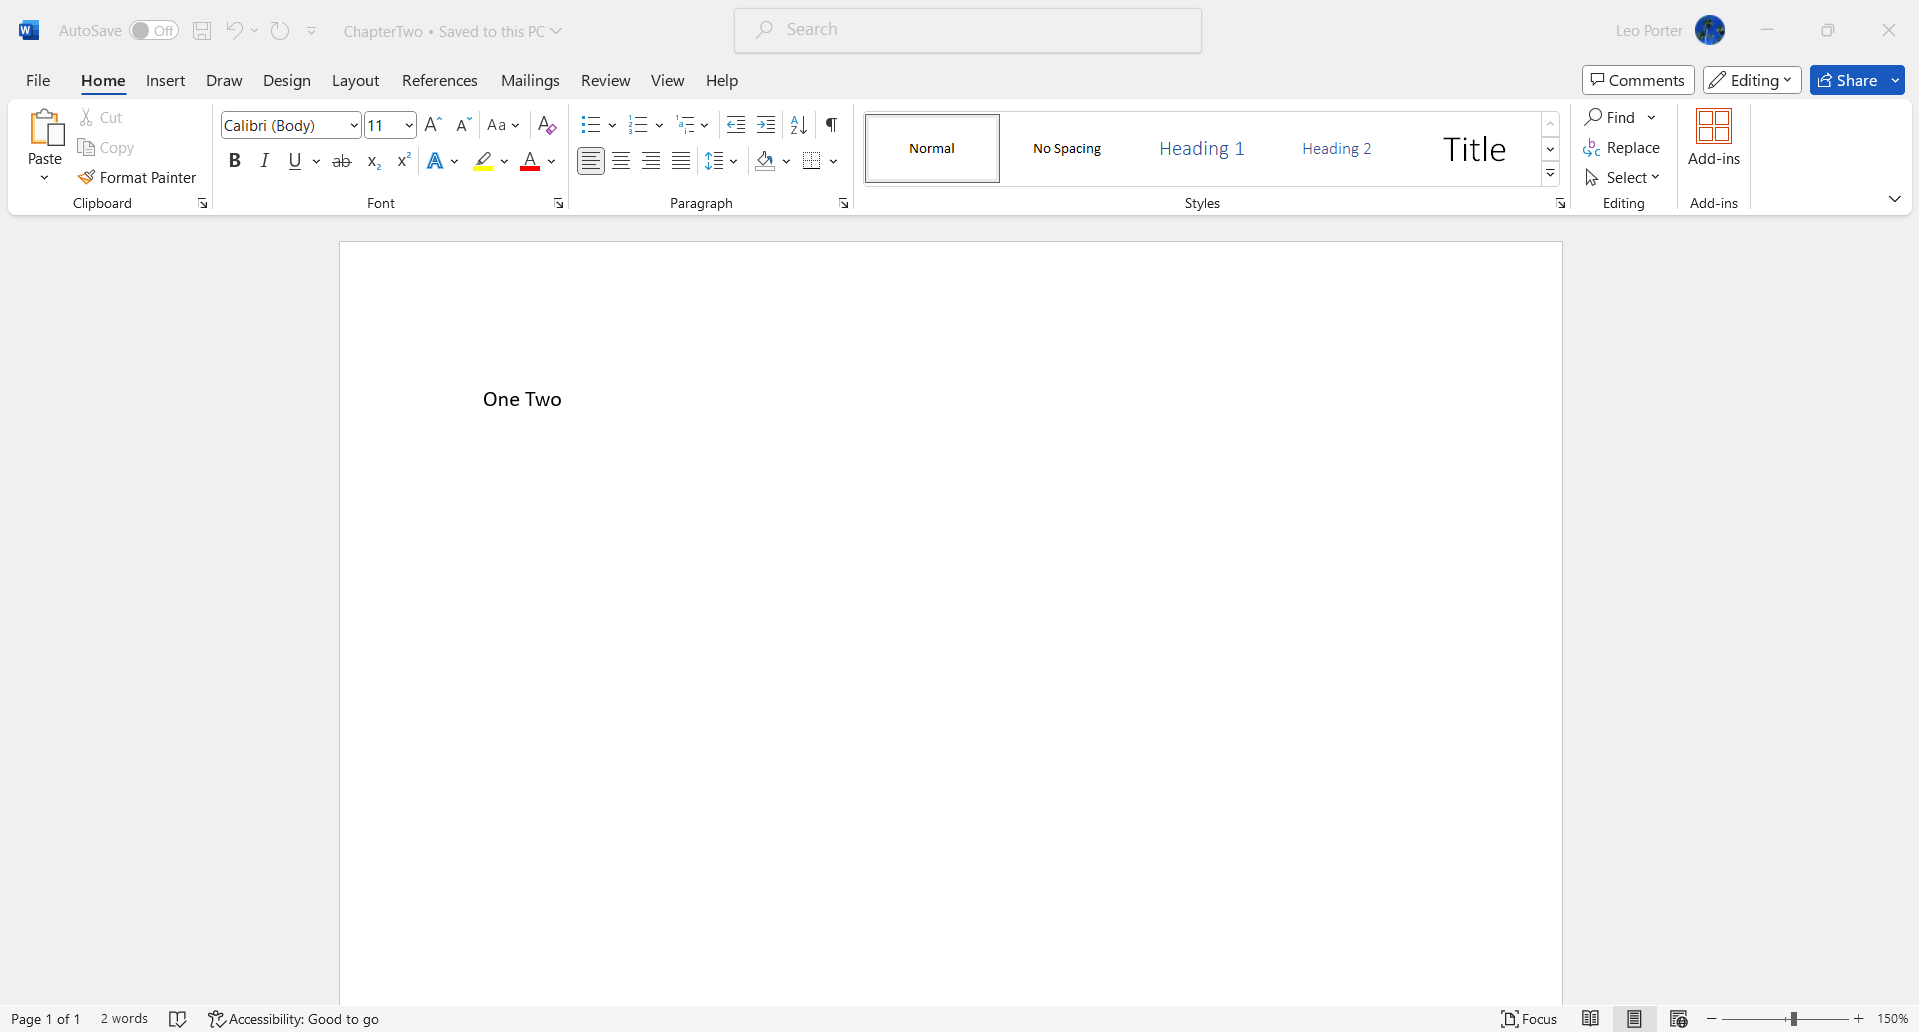 AutoSave Off ChapterTwo • Saved to this PC Search Leo Porter
File Home Insert Draw Design Layout References Mailings Review View Help Comments Editing Share
Paste
Cut
Copy
Format Painter
Clipboard
Calibri (Body) 11
Font
Paragraph
Normal No Spacing Heading 1 Heading 2 Title
Styles
Find
Replace
Select
Editing
Add-ins
Add-ins
One Two
Page 1 of 1 2 words Accessibility: Good to go Focus 150%